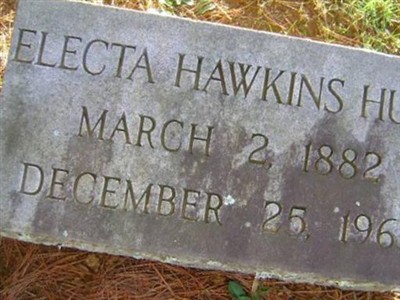 ELECTA HAWKINS HU
MARCH 2, 1882
DECEMBER 25, 196